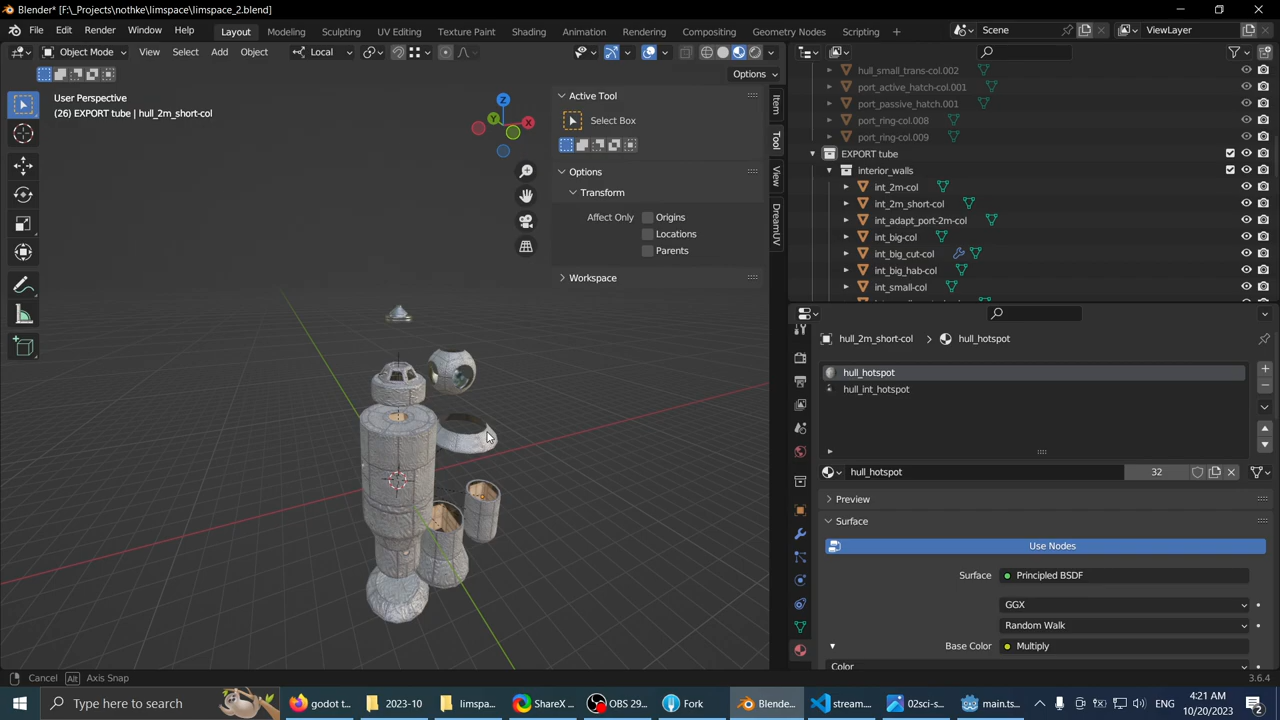 Blender* [F:\_Projects\nothke\limspace\limspace_2.blend]
File Edit Render Window Help Layout Modeling Sculpting UV Editing Texture Paint Shading Animation Rendering Compositing Geometry Nodes Scripting Scene ViewLayer
Object Mode View Select Add Object Local
Options
User Perspective
(26) EXPORT tube | hull_2m_short-col
Z
Y
X
Active Tool
Select Box
Options
Transform
Affect Only Origins
Locations
Parents
Workspace
Item
Tool
View
DreamUV
hull_small_trans-col.002
port_active_hatch-col.001
port_passive_hatch.001
port_ring-col.008
port_ring-col.009
EXPORT tube
interior_walls
int_2m-col
int_2m_short-col
int_adapt_port-2m-col
int_big-col
int_big_cut-col
int_big_hab-col
int_small-col
hull_2m_short-col > hull_hotspot
hull_hotspot
hull_int_hotspot
hull_hotspot 32
Preview
Surface
Use Nodes
Surface Principled BSDF
GGX
Random Walk
Base Color Multiply
Color
Cancel Alt Axis Snap
3.6.4
Type here to search
godot t...
2023-10
limspa...
ShareX ...
OBS 29...
Fork
Blende...
stream...
02sci-s...
main.ts...
4:21 AM
10/20/2023
2